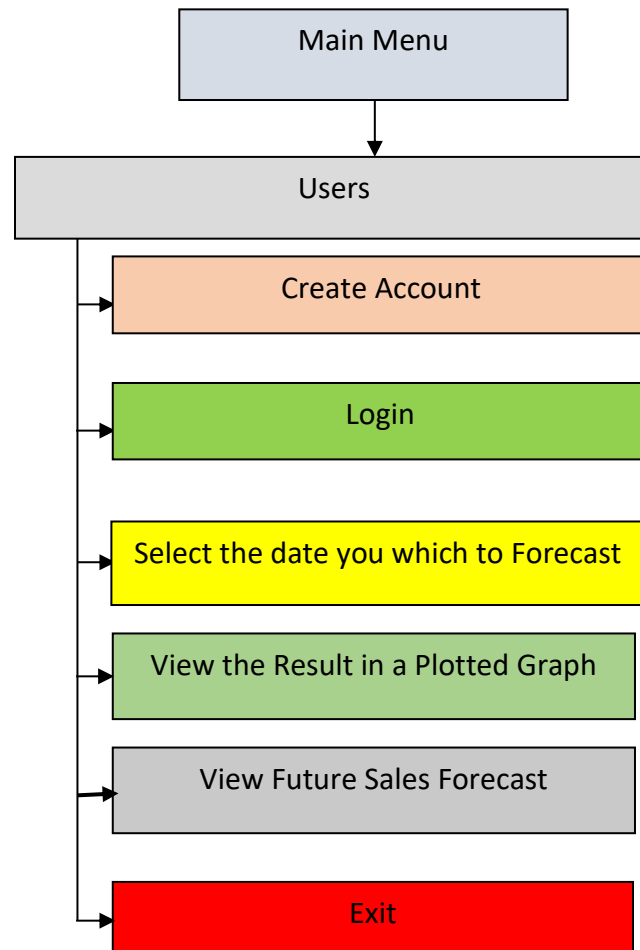 Main Menu
Users
Create Account
Login
Select the date you which to Forecast
View the Result in a Plotted Graph
View Future Sales Forecast
Exit